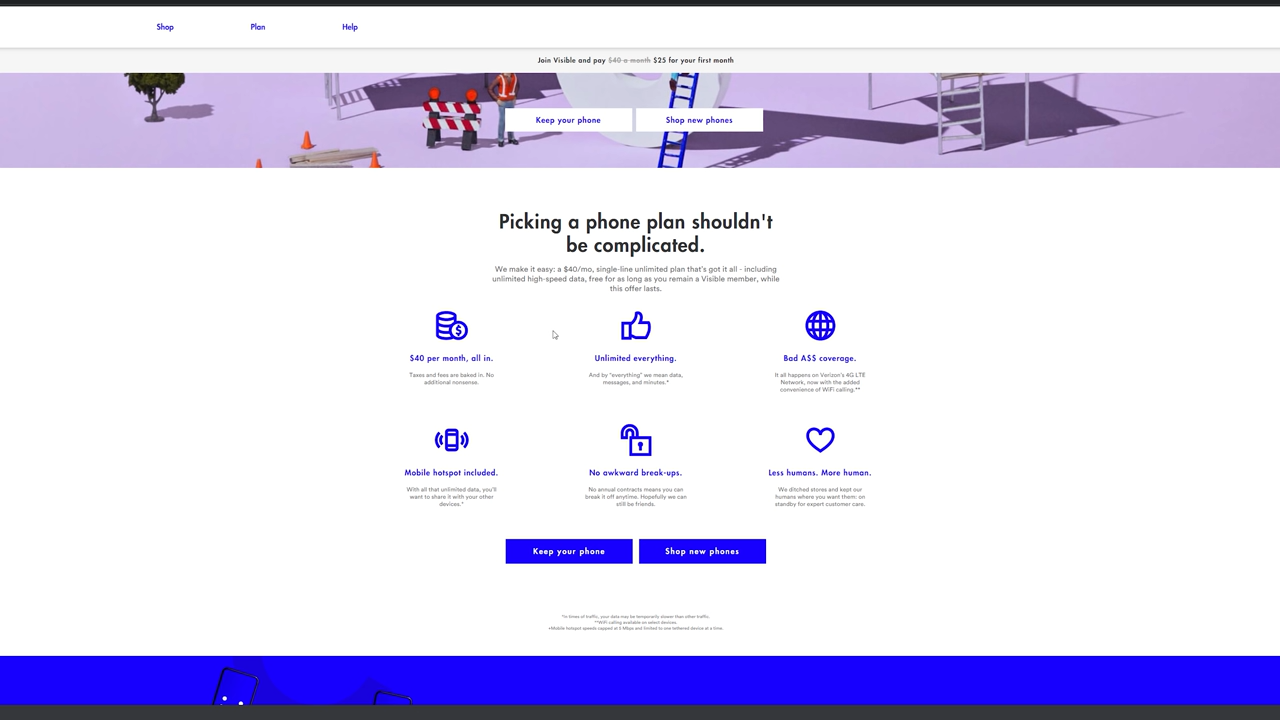 Shop Plan Help
Join Visible and pay $40 a month $25 for your first month
Keep your phone Shop new phones
Picking a phone plan shouldn't
be complicated.
We make it easy: a $40/mo, single-line unlimited plan that's got it all - including
unlimited high-speed data, free for as long as you remain a Visible member, while
this offer lasts.
$40 per month, all in.
Taxes and fees are baked in. No
additional nonsense.
Unlimited everything.
And by "everything" we mean data,
messages, and minutes.*
Bad A$$ coverage.
It all happens on Verizon's 4G LTE
Network, now with the added
convenience of WiFi calling.**
Mobile hotspot included.
With all that unlimited data, you'll
want to share it with your other
devices.⁺
No awkward break-ups.
No annual contracts means you can
break it off anytime. Hopefully we can
still be friends.
Less humans. More human.
We ditched stores and kept our
humans where you want them: on
standby for expert customer care.
Keep your phone Shop new phones
*In times of traffic, your data may be temporarily slower than other traffic.
**WiFi calling available on select devices.
+Mobile hotspot speeds capped at 5 Mbps and limited to one tethered device at a time.